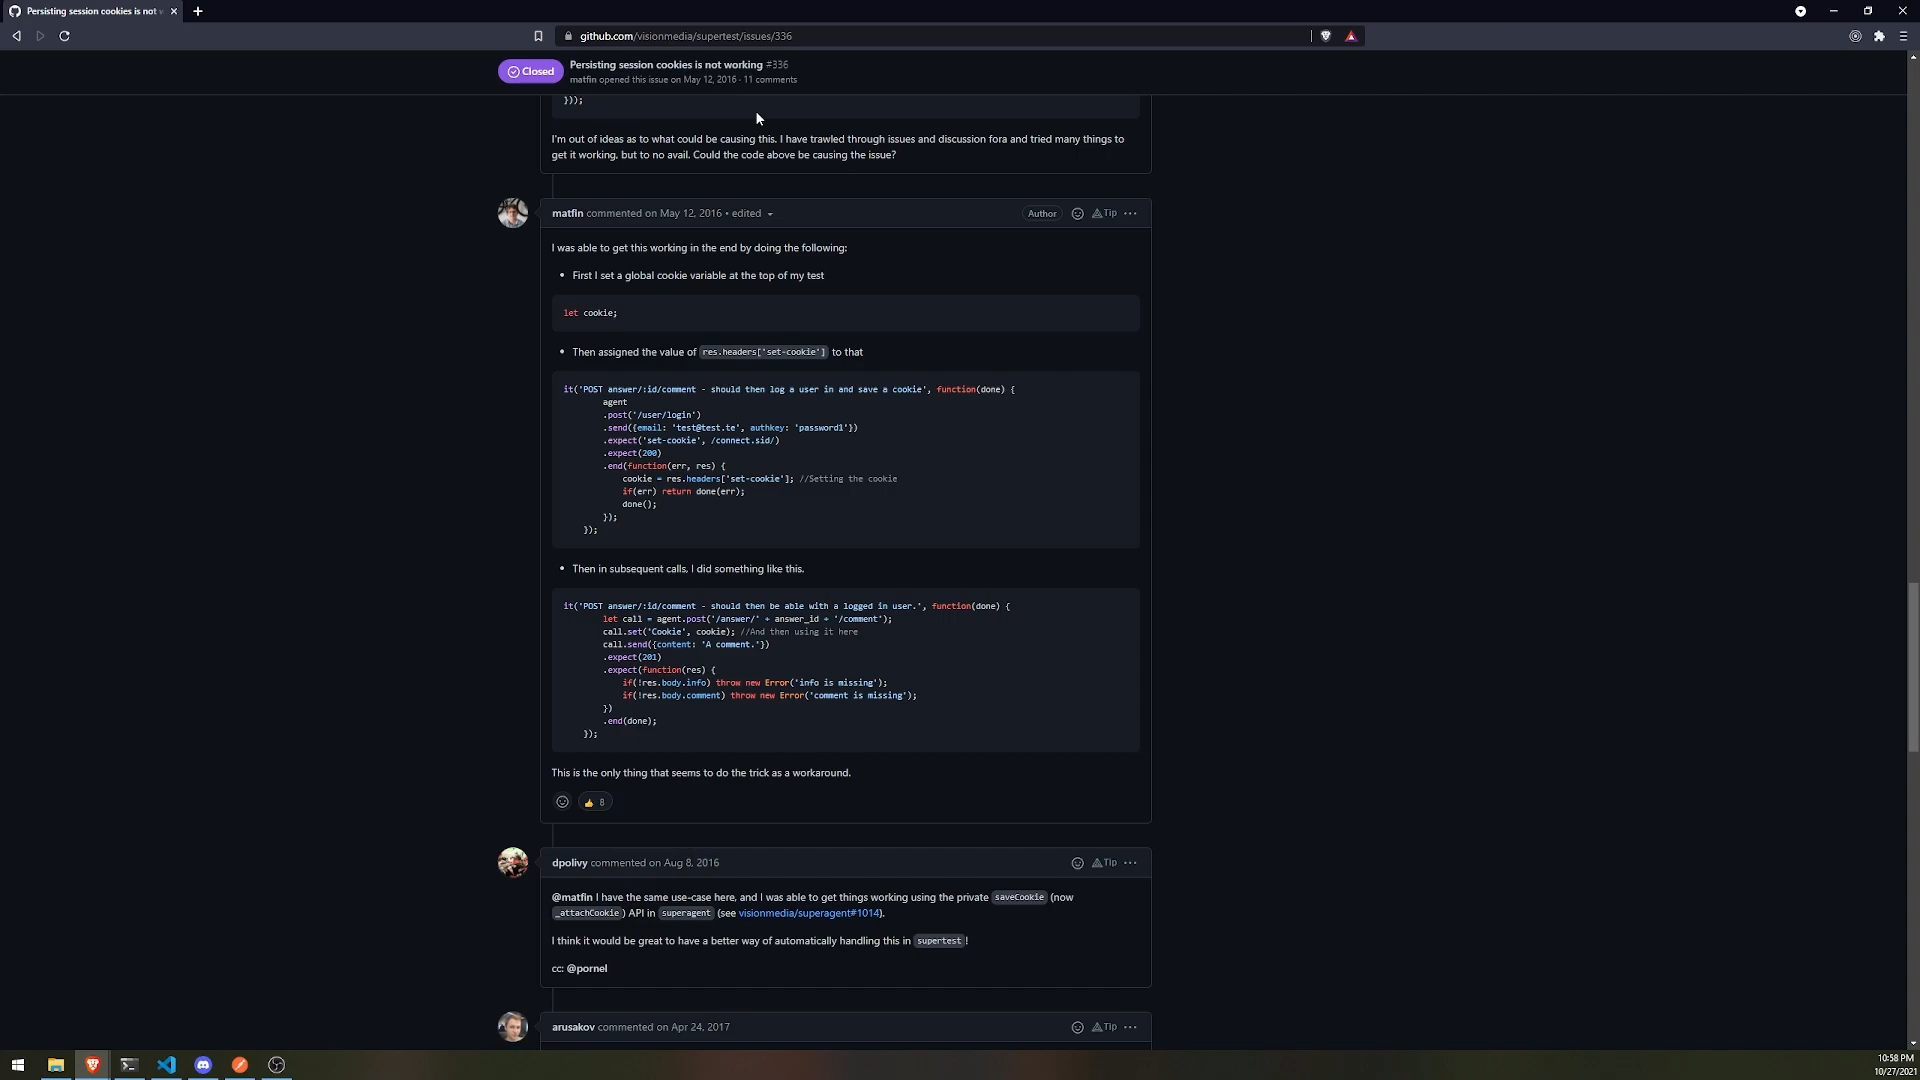 Persisting session cookies is not
github.com/visionmedia/supertest/issues/336
Closed
Persisting session cookies is not working #336
matfin opened this issue on May 12, 2016 · 11 comments
}));
I'm out of ideas as to what could be causing this. I have trawled through issues and discussion fora and tried many things to
get it working, but to no avail. Could the code above be causing the issue?
matfin commented on May 12, 2016 • edited
Author
Tip
I was able to get this working in the end by doing the following:
• First I set a global cookie variable at the top of my test
let cookie;
• Then assigned the value of res.headers['set-cookie'] to that
it('POST answer/:id/comment - should then log a user in and save a cookie', function(done) {
agent
.post('/user/login')
.send({email: 'test@test.te', authkey: 'password1'})
.expect('set-cookie', /connect.sid/)
.expect(200)
.end(function(err, res) {
cookie = res.headers['set-cookie']; //Setting the cookie
if(err) return done(err);
done();
});
});
• Then in subsequent calls, I did something like this.
it('POST answer/:id/comment - should then be able with a logged in user.', function(done) {
let call = agent.post('/answer/' + answer_id + '/comment');
call.set('Cookie', cookie); //And then using it here
call.send({content: 'A comment.'})
.expect(201)
.expect(function(res) {
if(!res.body.info) throw new Error('info is missing');
if(!res.body.comment) throw new Error('comment is missing');
})
.end(done);
});
This is the only thing that seems to do the trick as a workaround.
8
dpolivy commented on Aug 8, 2016
Tip
@matfin I have the same use-case here, and I was able to get things working using the private saveCookie (now
_attachCookie) API in superagent (see visionmedia/superagent#1014).
I think it would be great to have a better way of automatically handling this in supertest!
cc: @pornel
arusakov commented on Apr 24, 2017
Tip
10:58 PM
10/27/2021